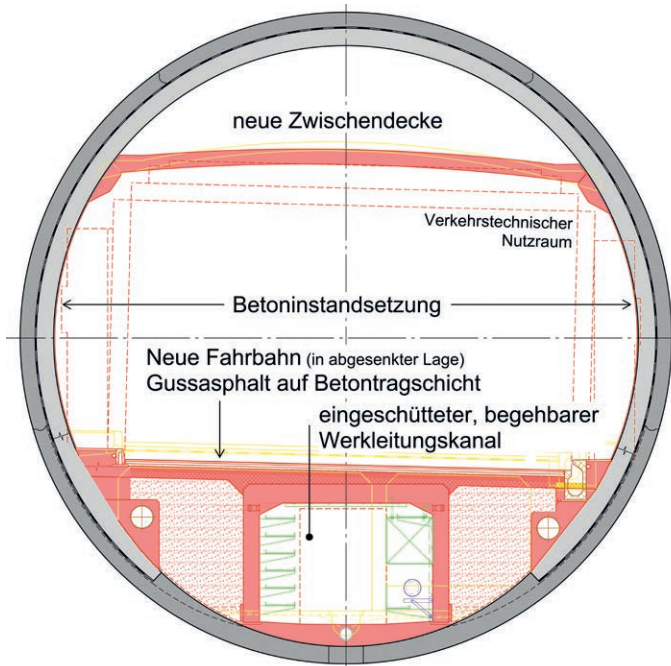 neue Zwischendecke
Verkehrstechnischer
Nutzraum
Betoninstandsetzung
Neue Fahrbahn (in abgesenkter Lage)
Gussasphalt auf Betontragschicht
eingeschütteter, begehbarer
Werkleitungskanal